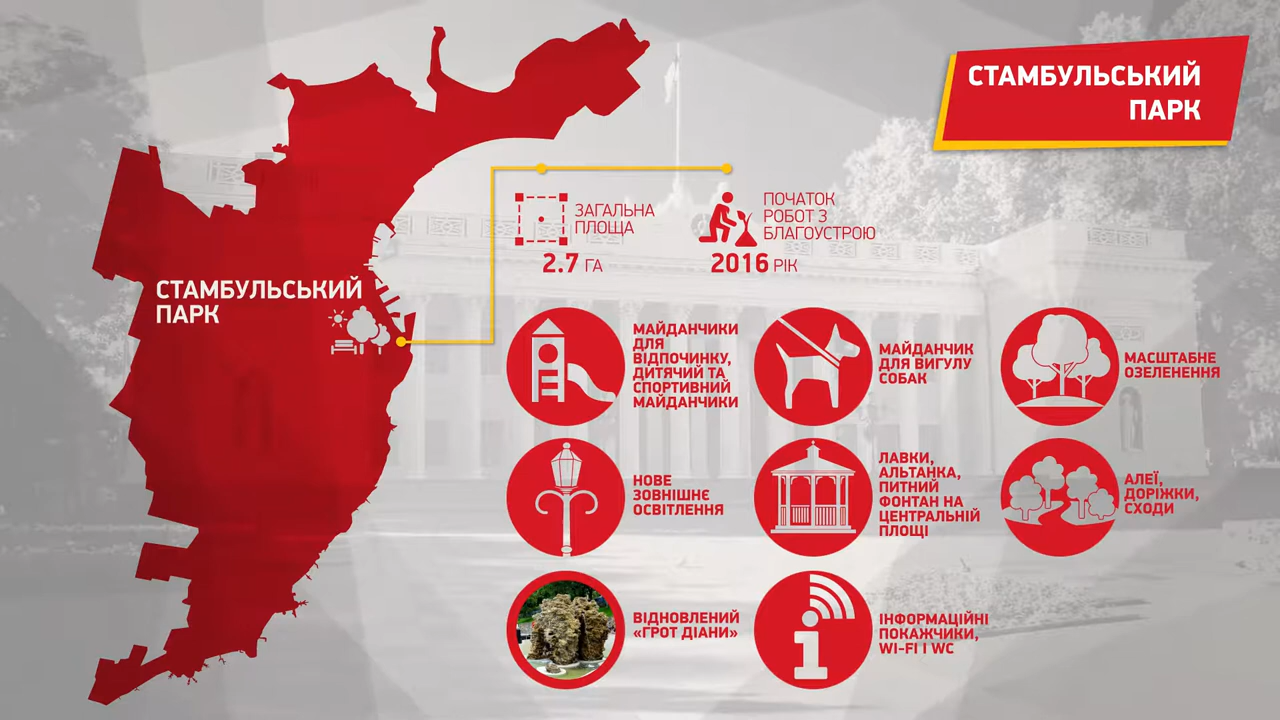 СТАМБУЛЬСЬКИЙ
ПАРК
СТАМБУЛЬСЬКИЙ
ПАРК
ЗАГАЛЬНА
ПЛОЩА
2.7 ГА
ПОЧАТОК
РОБОТ З
БЛАГОУСТРОЮ
2016 РІК
МАЙДАНЧИКИ
ДЛЯ
ВІДПОЧИНКУ,
ДИТЯЧИЙ ТА
СПОРТИВНИЙ
МАЙДАНЧИКИ
МАЙДАНЧИК
ДЛЯ ВИГУЛУ
СОБАК
МАСШТАБНЕ
ОЗЕЛЕНЕННЯ
НОВЕ
ЗОВНІШНЄ
ОСВІТЛЕННЯ
ЛАВКИ,
АЛЬТАНКА,
ПИТНИЙ
ФОНТАН НА
ЦЕНТРАЛЬНІЙ
ПЛОЩІ
АЛЕЇ,
ДОРІЖКИ,
СХОДИ
ВІДНОВЛЕНИЙ
«ГРОТ ДІАНИ»
ІНФОРМАЦІЙНІ
ПОКАЖЧИКИ,
WI-FI І WC